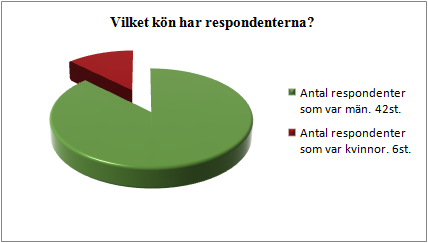 Vilket kön har respondenterna?
Antal respondenter
som var män. 42st.
Antal respondenter
som var kvinnor. 6st.